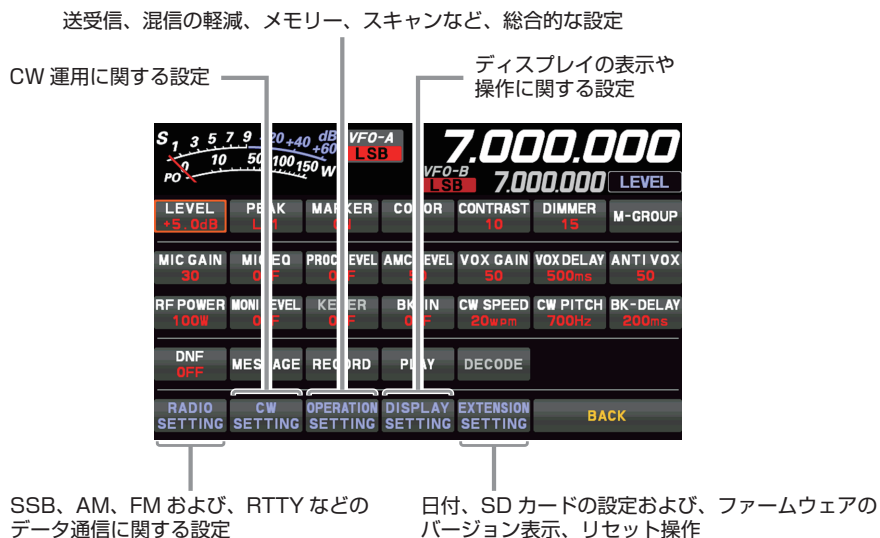 送受信、混信の軽減、メモリー、スキャンなど、総合的な設定
CW 運用に関する設定
ディスプレイの表示や
操作に関する設定
S 1 3 5 7 9 +20 +40 +60 dB
PO 0 10 50 100 150 W
VFO-A
LSB
7.000.000
VFO-B
LSB
7.000.000
LEVEL
LEVEL PEAK MARKER COLOR CONTRAST DIMMER M-GROUP
+5.0dB 10 15
MIC GAIN MIC EQ PROC LEVEL AMC LEVEL VOX GAIN VOX DELAY ANTI VOX
30 OFF OFF 50 500ms 50
RF POWER MONI LEVEL KEYER BK-IN CW SPEED CW PITCH BK-DELAY
100W OFF OFF OFF 20wpm 700Hz 200ms
DNF MESSAGE RECORD PLAY DECODE
OFF
RADIO SETTING CW SETTING OPERATION SETTING DISPLAY SETTING EXTENSION SETTING BACK
SSB、AM、FM および、RTTY などの
データ通信に関する設定
日付、SD カードの設定および、ファームウェアの
バージョン表示、リセット操作